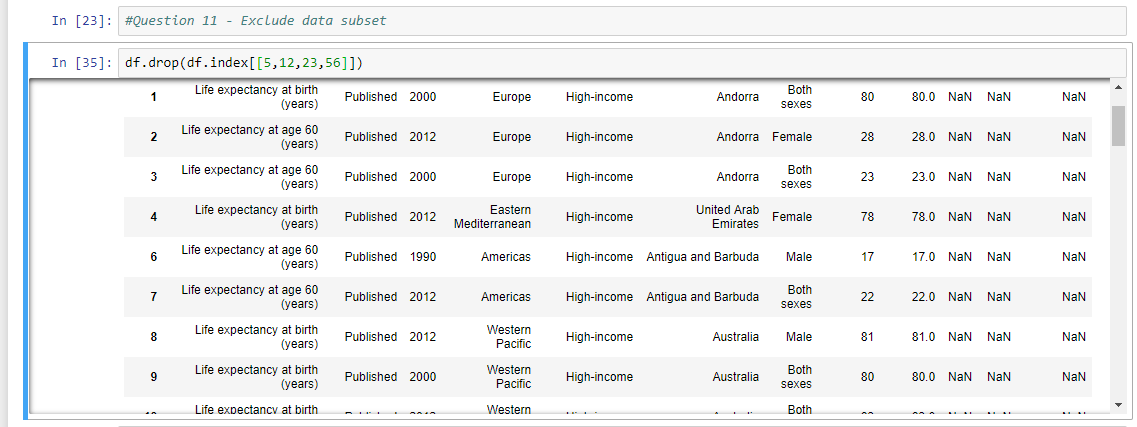 In [23]: #Question 11 - Exclude data subset
In [35]: df.drop(df.index[[5,12,23,56]])
1 Life expectancy at birth (years) Published 2000 Europe High-income Andorra Both sexes 80 80.0 NaN NaN NaN
2 Life expectancy at age 60 (years) Published 2012 Europe High-income Andorra Female 28 28.0 NaN NaN NaN
3 Life expectancy at age 60 (years) Published 2000 Europe High-income Andorra Both sexes 23 23.0 NaN NaN NaN
4 Life expectancy at birth (years) Published 2012 Eastern Mediterranean High-income United Arab Emirates Female 78 78.0 NaN NaN NaN
6 Life expectancy at age 60 (years) Published 1990 Americas High-income Antigua and Barbuda Male 17 17.0 NaN NaN NaN
7 Life expectancy at age 60 (years) Published 2012 Americas High-income Antigua and Barbuda Both sexes 22 22.0 NaN NaN NaN
8 Life expectancy at birth (years) Published 2012 Western Pacific High-income Australia Male 81 81.0 NaN NaN NaN
9 Life expectancy at birth (years) Published 2000 Western Pacific High-income Australia Both sexes 80 80.0 NaN NaN NaN
Life expectancy at birth Western Both